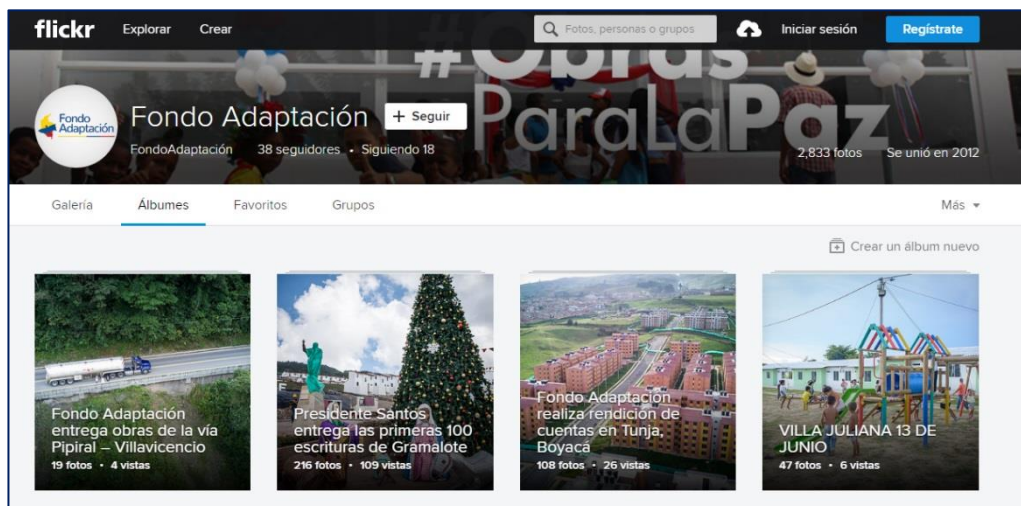 flickr Explorar Crear Fotos, personas o grupos Iniciar sesión Regístrate
#Obras
ParaLaPaz
Fondo
Adaptación
Fondo Adaptación + Seguir
FondoAdaptación 38 seguidores • Siguiendo 18 2,833 fotos Se unió en 2012
Galería Álbumes Favoritos Grupos Más
Crear un álbum nuevo
Fondo Adaptación
entrega obras de la vía
Pipiral – Villavicencio
19 fotos • 4 vistas
Presidente Santos
entrega las primeras 100
escrituras de Gramalote
216 fotos • 109 vistas
Fondo Adaptación
realiza rendición de
cuentas en Tunja,
Boyacá
108 fotos • 26 vistas
VILLA JULIANA 13 DE
JUNIO
47 fotos • 6 vistas